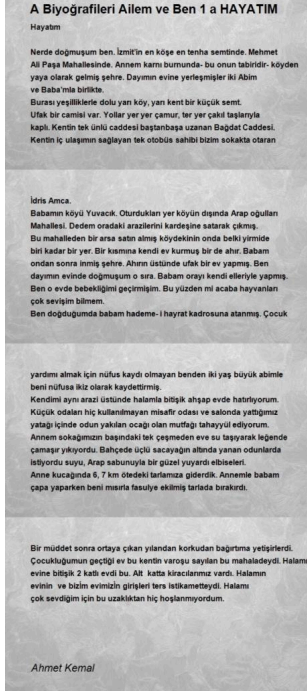 A Biyoğrafileri Ailem ve Ben 1 a HAYATIM
Hayatım
Nerde doğmuşum ben. İzmit'in en köşe en tenha semtinde. Mehmet
Ali Paşa Mahallesinde. Annem karnı burnunda- bu onun tabiridir- köyden
yaya olarak gelmiş şehre. Dayımın evine yerleşmişler iki Abim
ve Baba'mla birlikte.
Burası yeşilliklerle dolu yarı köy, yarı kent bir küçük semt.
Ufak bir camisi var. Yollar yer yer çamur, ter yer çakıl taşlarıyla
kaplı. Kentin tek ünlü caddesi baştanbaşa uzanan Bağdat Caddesi.
Kentin iç ulaşımın sağlayan tek otobüs sahibi bizim sokakta otaran
İdris Amca.
Babamın köyü Yuvacık. Oturdukları yer köyün dışında Arap oğulları
Mahallesi. Dedem oradaki arazilerini kardeşine satarak çıkmış.
Bu mahalleden bir arsa satın almış köydekinin onda belki yirmide
biri kadar bir yer. Bir kısmına kendi ev kurmuş bir de ahır. Babam
ondan sonra inmiş şehre. Ahırın üstünde ufak bir ev yapmış. Ben
dayımın evinde doğmuşum o sıra. Babam orayı kendi elleriyle yapmış.
Ben o evde bebekliğimi geçirmişim. Bu yüzden mi acaba hayvanları
çok sevişim bilmem.
Ben doğduğumda babam hademe- i hayrat kadrosuna atanmış. Çocuk
yardımı almak için nüfus kaydı olmayan benden iki yaş büyük abimle
beni nüfusa ikiz olarak kaydettirmiş.
Kendimi aynı arazi üstünde halamla bitişik ahşap evde hatırlıyorum.
Küçük odaları hiç kullanılmayan misafir odası ve salonda yattığımız
yatağı içinde odun yakılan ocağı olan mutfağı tahayyül ediyorum.
Annem sokağımızın başındaki tek çeşmeden eve su taşıyarak leğende
çamaşır yıkıyordu. Bahçede üçlü sacayağın altında yanan odunlarda
ısıtıyordu suyu, Arap sabunuyla bir güzel yuyardı elbiseleri.
Anne kucağında 6, 7 km ötedeki tarlamıza giderdik. Annemle babam
çapa yaparken beni mısırla fasulye ekilmiş tarlada bırakırdı.
Bir müddet sonra ortaya çıkan yılandan korkudan bağırtıma yetişirlerdi.
Çocukluğumun geçtiği ev bu kentin varoşu sayılan bu mahaladeydi. Halamı
evine bitişik 2 katlı evdi bu. Alt katta kiracılarımız vardı. Halamın
evinin ve bizim evimizin girişleri ters istikametteydi. Halamı
çok sevdiğim için bu uzaklıktan hiç hoşlanmıyordum.
Ahmet Kemal